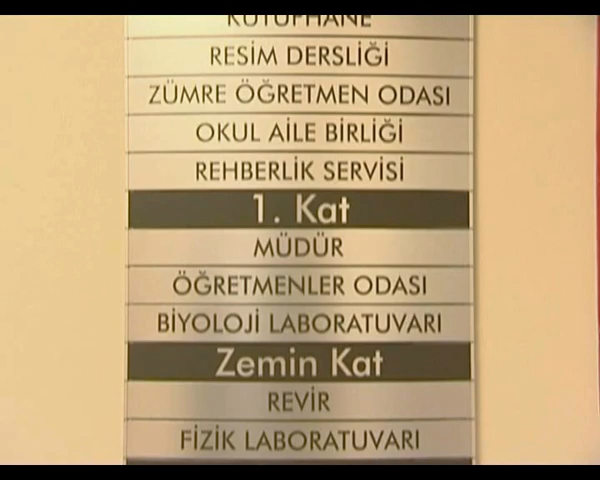 KÜTÜPHANE
RESİM DERSLİĞİ
ZÜMRE ÖĞRETMEN ODASI
OKUL AİLE BİRLİĞİ
REHBERLİK SERVİSİ
1. Kat
MÜDÜR
ÖĞRETMENLER ODASI
BİYOLOJİ LABORATUVARI
Zemin Kat
REVİR
FİZİK LABORATUVARI